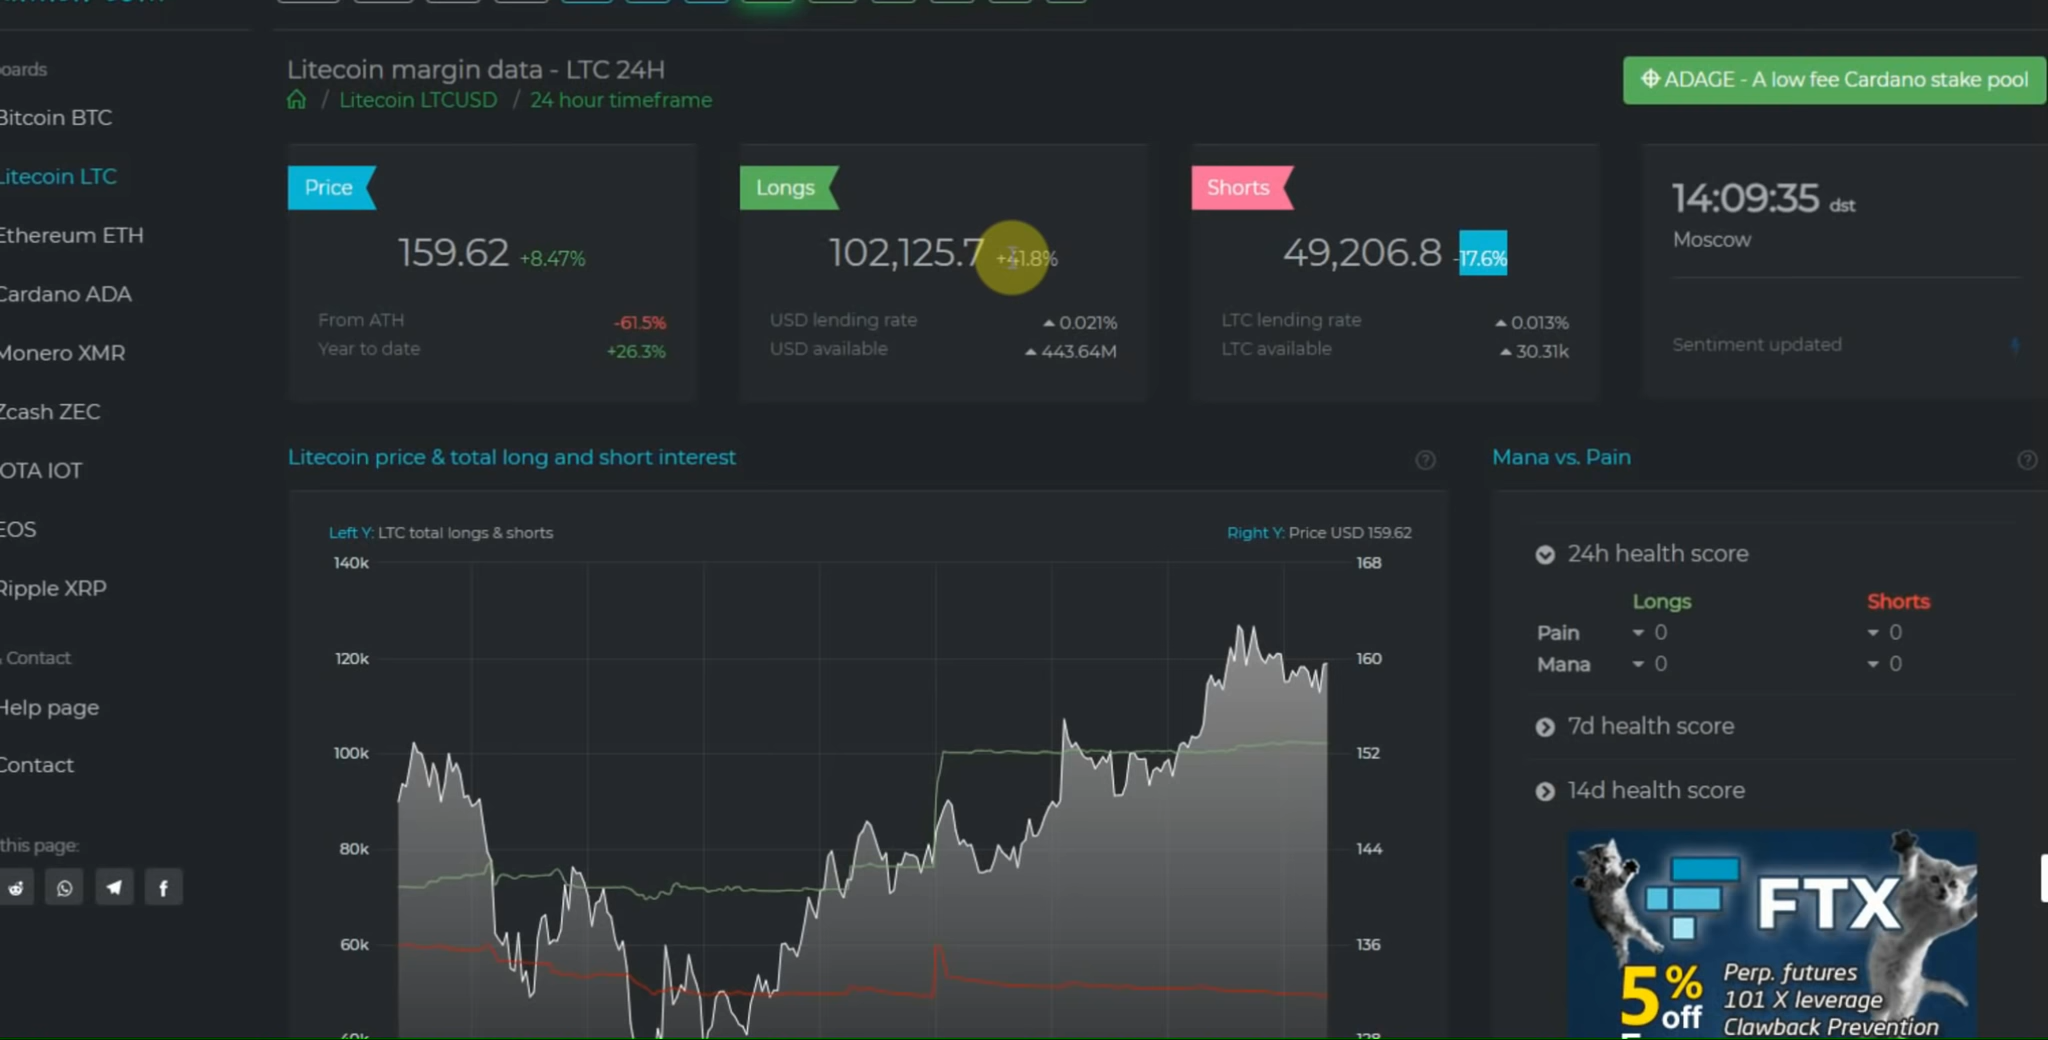 oards
Bitcoin BTC
Litecoin LTC
Ethereum ETH
Cardano ADA
Monero XMR
Zcash ZEC
OTA IOT
EOS
Ripple XRP
Contact
Help page
Contact
this page:
Litecoin margin data - LTC 24H
/ Litecoin LTCUSD / 24 hour timeframe
ADAGE - A low fee Cardano stake pool
Price
159.62 +8.47%
From ATH -61.5%
Year to date +26.3%
Longs
102,125.7 +41.8%
USD lending rate 0.021%
USD available 443.64M
Shorts
49,206.8 -17.6%
LTC lending rate 0.013%
LTC available 30.31k
14:09:35 dst
Moscow
Sentiment updated
Litecoin price & total long and short interest
Left Y: LTC total longs & shorts
Right Y: Price USD 159.62
140k 168
120k 160
100k 152
80k 144
60k 136
Mana vs. Pain
24h health score
Longs Shorts
Pain 0 0
Mana 0 0
7d health score
14d health score
FTX
5% off
Perp. futures
101 X leverage
Clawback Prevention